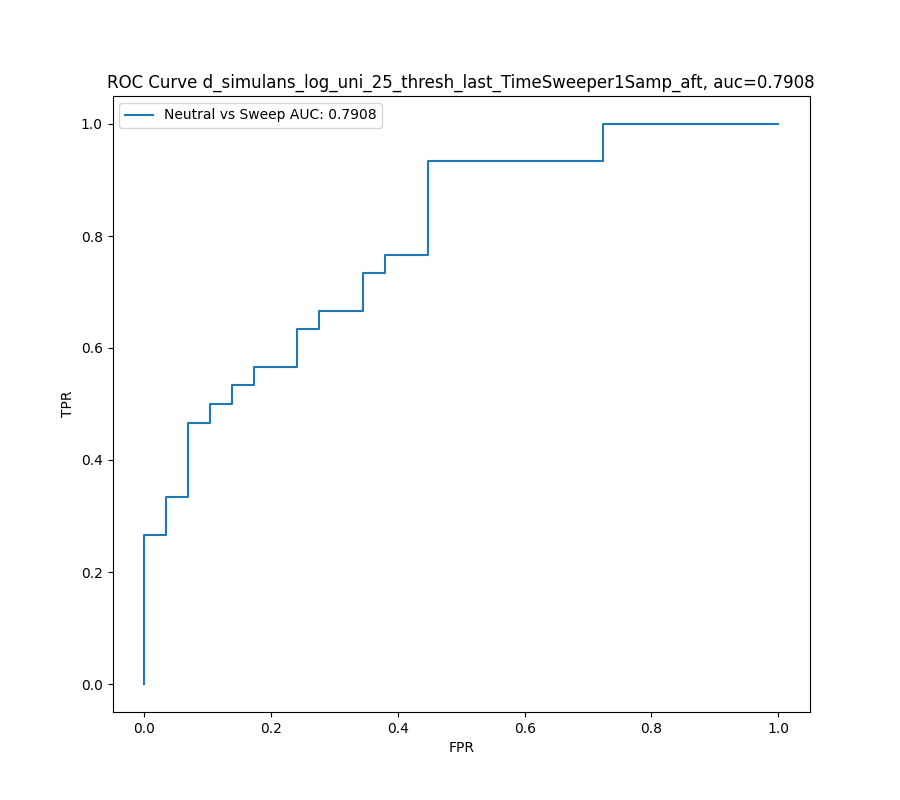 ROC Curve d_simulans_log_uni_25_thresh_last_TimeSweeper1Samp_aft, auc=0.7908
Neutral vs Sweep AUC: 0.7908
1.0
0.8
0.6
0.4
0.2
0.0
TPR
0.0 0.2 0.4 0.6 0.8 1.0
FPR